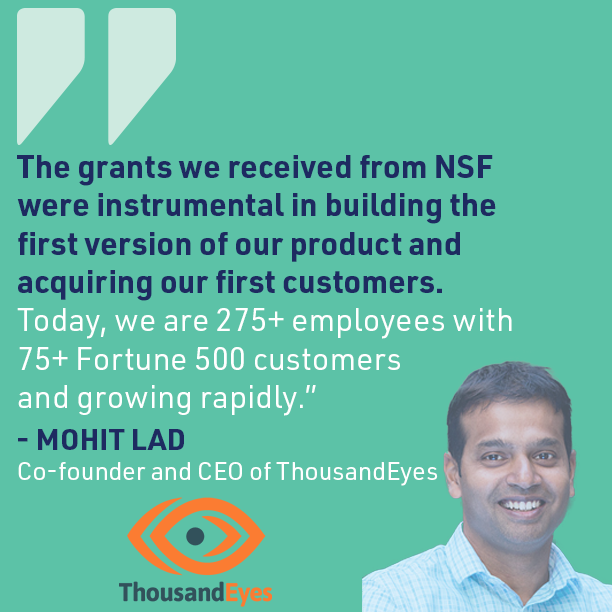 The grants we received from NSF
were instrumental in building the
first version of our product and
acquiring our first customers.
Today, we are 275+ employees with
75+ Fortune 500 customers
and growing rapidly.”
- MOHIT LAD
Co-founder and CEO of ThousandEyes
ThousandEyes